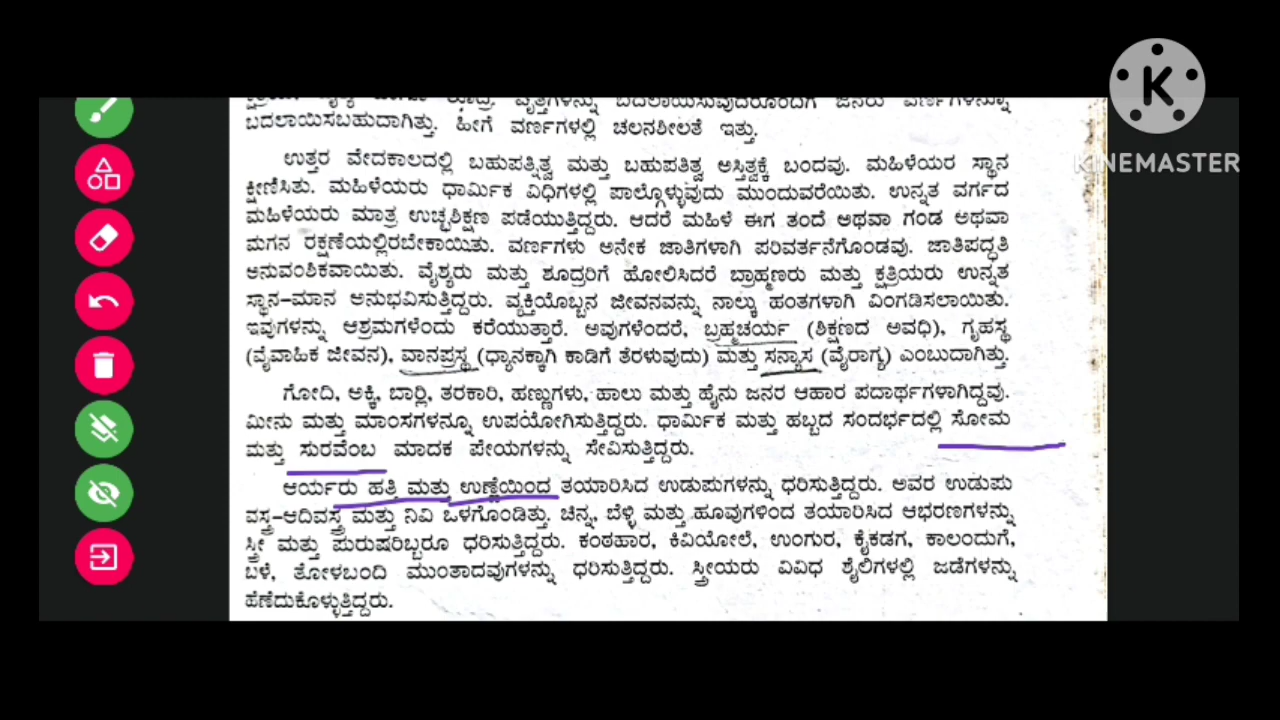 KINEMASTER
ಬದಲಾಯಿಸಬಹುದಾಗಿತ್ತು. ಹೀಗೆ ವರ್ಣಗಳಲ್ಲಿ ಚಲನಶೀಲತೆ ಇತ್ತು.
ಉತ್ತರ ವೇದಕಾಲದಲ್ಲಿ ಬಹುಪತ್ನಿತ್ವ ಮತ್ತು ಬಹುಪತಿತ್ವ ಅಸ್ತಿತ್ವಕ್ಕೆ ಬಂದವು. ಮಹಿಳೆಯರ ಸ್ಥಾನ
ಕ್ಷೀಣಿಸಿತು. ಮಹಿಳೆಯರು ಧಾರ್ಮಿಕ ವಿಧಿಗಳಲ್ಲಿ ಪಾಲ್ಗೊಳ್ಳುವುದು ಮುಂದುವರೆಯಿತು. ಉನ್ನತ ವರ್ಗದ
ಮಹಿಳೆಯರು ಮಾತ್ರ ಉಚ್ಛಶಿಕ್ಷಣ ಪಡೆಯುತ್ತಿದ್ದರು. ಆದರೆ ಮಹಿಳೆ ಈಗ ತಂದೆ ಅಥವಾ ಗಂಡ ಅಥವಾ
ಮಗನ ರಕ್ಷಣೆಯಲ್ಲಿರಬೇಕಾಯಿತು. ವರ್ಣಗಳು ಅನೇಕ ಜಾತಿಗಳಾಗಿ ಪರಿವರ್ತನೆಗೊಂಡವು. ಜಾತಿಪದ್ಧತಿ
ಅನುವಂಶಿಕವಾಯಿತು. ವೈಶ್ಯರು ಮತ್ತು ಶೂದ್ರರಿಗೆ ಹೋಲಿಸಿದರೆ ಬ್ರಾಹ್ಮಣರು ಮತ್ತು ಕ್ಷತ್ರಿಯರು ಉನ್ನತ
ಸ್ಥಾನ-ಮಾನ ಅನುಭವಿಸುತ್ತಿದ್ದರು. ವ್ಯಕ್ತಿಯೊಬ್ಬನ ಜೀವನವನ್ನು ನಾಲ್ಕು ಹಂತಗಳಾಗಿ ವಿಂಗಡಿಸಲಾಯಿತು.
ಇವುಗಳನ್ನು ಆಶ್ರಮಗಳೆಂದು ಕರೆಯುತ್ತಾರೆ. ಅವುಗಳೆಂದರೆ, ಬ್ರಹ್ಮಚರ್ಯ (ಶಿಕ್ಷಣದ ಅವಧಿ), ಗೃಹಸ್ಥ
(ವೈವಾಹಿಕ ಜೀವನ), ವಾನಪ್ರಸ್ಥ (ಧ್ಯಾನಕ್ಕಾಗಿ ಕಾಡಿಗೆ ತೆರಳುವುದು) ಮತ್ತು ಸನ್ಯಾಸ (ವೈರಾಗ್ಯ) ಎಂಬುದಾಗಿತ್ತು.
ಗೋದಿ, ಅಕ್ಕಿ, ಬಾರ್‍ಲಿ, ತರಕಾರಿ, ಹಣ್ಣುಗಳು, ಹಾಲು ಮತ್ತು ಹೈನು ಜನರ ಆಹಾರ ಪದಾರ್ಥಗಳಾಗಿದ್ದವು.
ಮೀನು ಮತ್ತು ಮಾಂಸಗಳನ್ನೂ ಉಪಯೋಗಿಸುತ್ತಿದ್ದರು. ಧಾರ್ಮಿಕ ಮತ್ತು ಹಬ್ಬದ ಸಂದರ್ಭದಲ್ಲಿ ಸೋಮ
ಮತ್ತು ಸುರವೆಂಬ ಮಾದಕ ಪೇಯಗಳನ್ನು ಸೇವಿಸುತ್ತಿದ್ದರು.
ಆರ್ಯರು ಹತ್ತಿ ಮತ್ತು ಉಣ್ಣೆಯಿಂದ ತಯಾರಿಸಿದ ಉಡುಪುಗಳನ್ನು ಧರಿಸುತ್ತಿದ್ದರು. ಅವರ ಉಡುಪು
ವಸ್ತ್ರ-ಆದಿವಸ್ತ್ರ ಮತ್ತು ನಿವಿ ಒಳಗೊಂಡಿತ್ತು. ಚಿನ್ನ, ಬೆಳ್ಳಿ ಮತ್ತು ಹೂವುಗಳಿಂದ ತಯಾರಿಸಿದ ಆಭರಣಗಳನ್ನು
ಸ್ತ್ರೀ ಮತ್ತು ಪುರುಷರಿಬ್ಬರೂ ಧರಿಸುತ್ತಿದ್ದರು. ಕಂಠಹಾರ, ಕಿವಿಯೋಲೆ, ಉಂಗುರ, ಕೈಕಡಗ, ಕಾಲಂದುಗೆ,
ಬಳೆ, ತೋಳಬಂದಿ ಮುಂತಾದವುಗಳನ್ನು ಧರಿಸುತ್ತಿದ್ದರು. ಸ್ತ್ರೀಯರು ವಿವಿಧ ಶೈಲಿಗಳಲ್ಲಿ ಜಡೆಗಳನ್ನು
ಹೆಣೆದುಕೊಳ್ಳುತ್ತಿದ್ದರು.